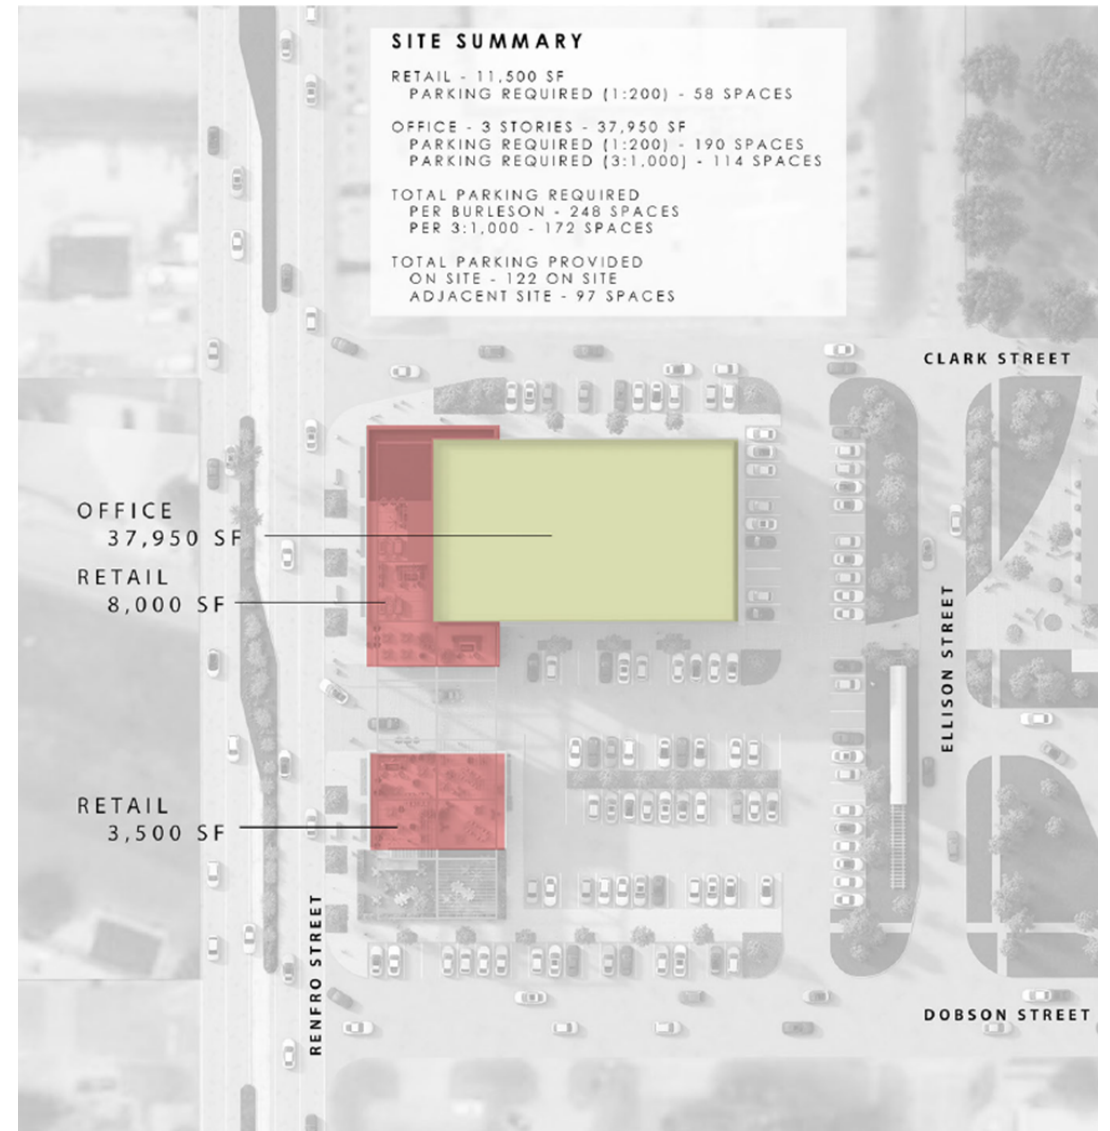 SITE SUMMARY
RETAIL - 11,500 SF
PARKING REQUIRED (1:200) - 58 SPACES
OFFICE - 3 STORIES - 37,950 SF
PARKING REQUIRED (1:200) - 190 SPACES
PARKING REQUIRED (3:1,000) - 114 SPACES
TOTAL PARKING REQUIRED
PER BURLESON - 248 SPACES
PER 3:1,000 - 172 SPACES
TOTAL PARKING PROVIDED
ON SITE - 122 ON SITE
ADJACENT SITE - 97 SPACES
CLARK STREET
OFFICE
37,950 SF
RETAIL
8,000 SF
ELLISON STREET
RETAIL
3,500 SF
RENFRO STREET
DOBSON STREET